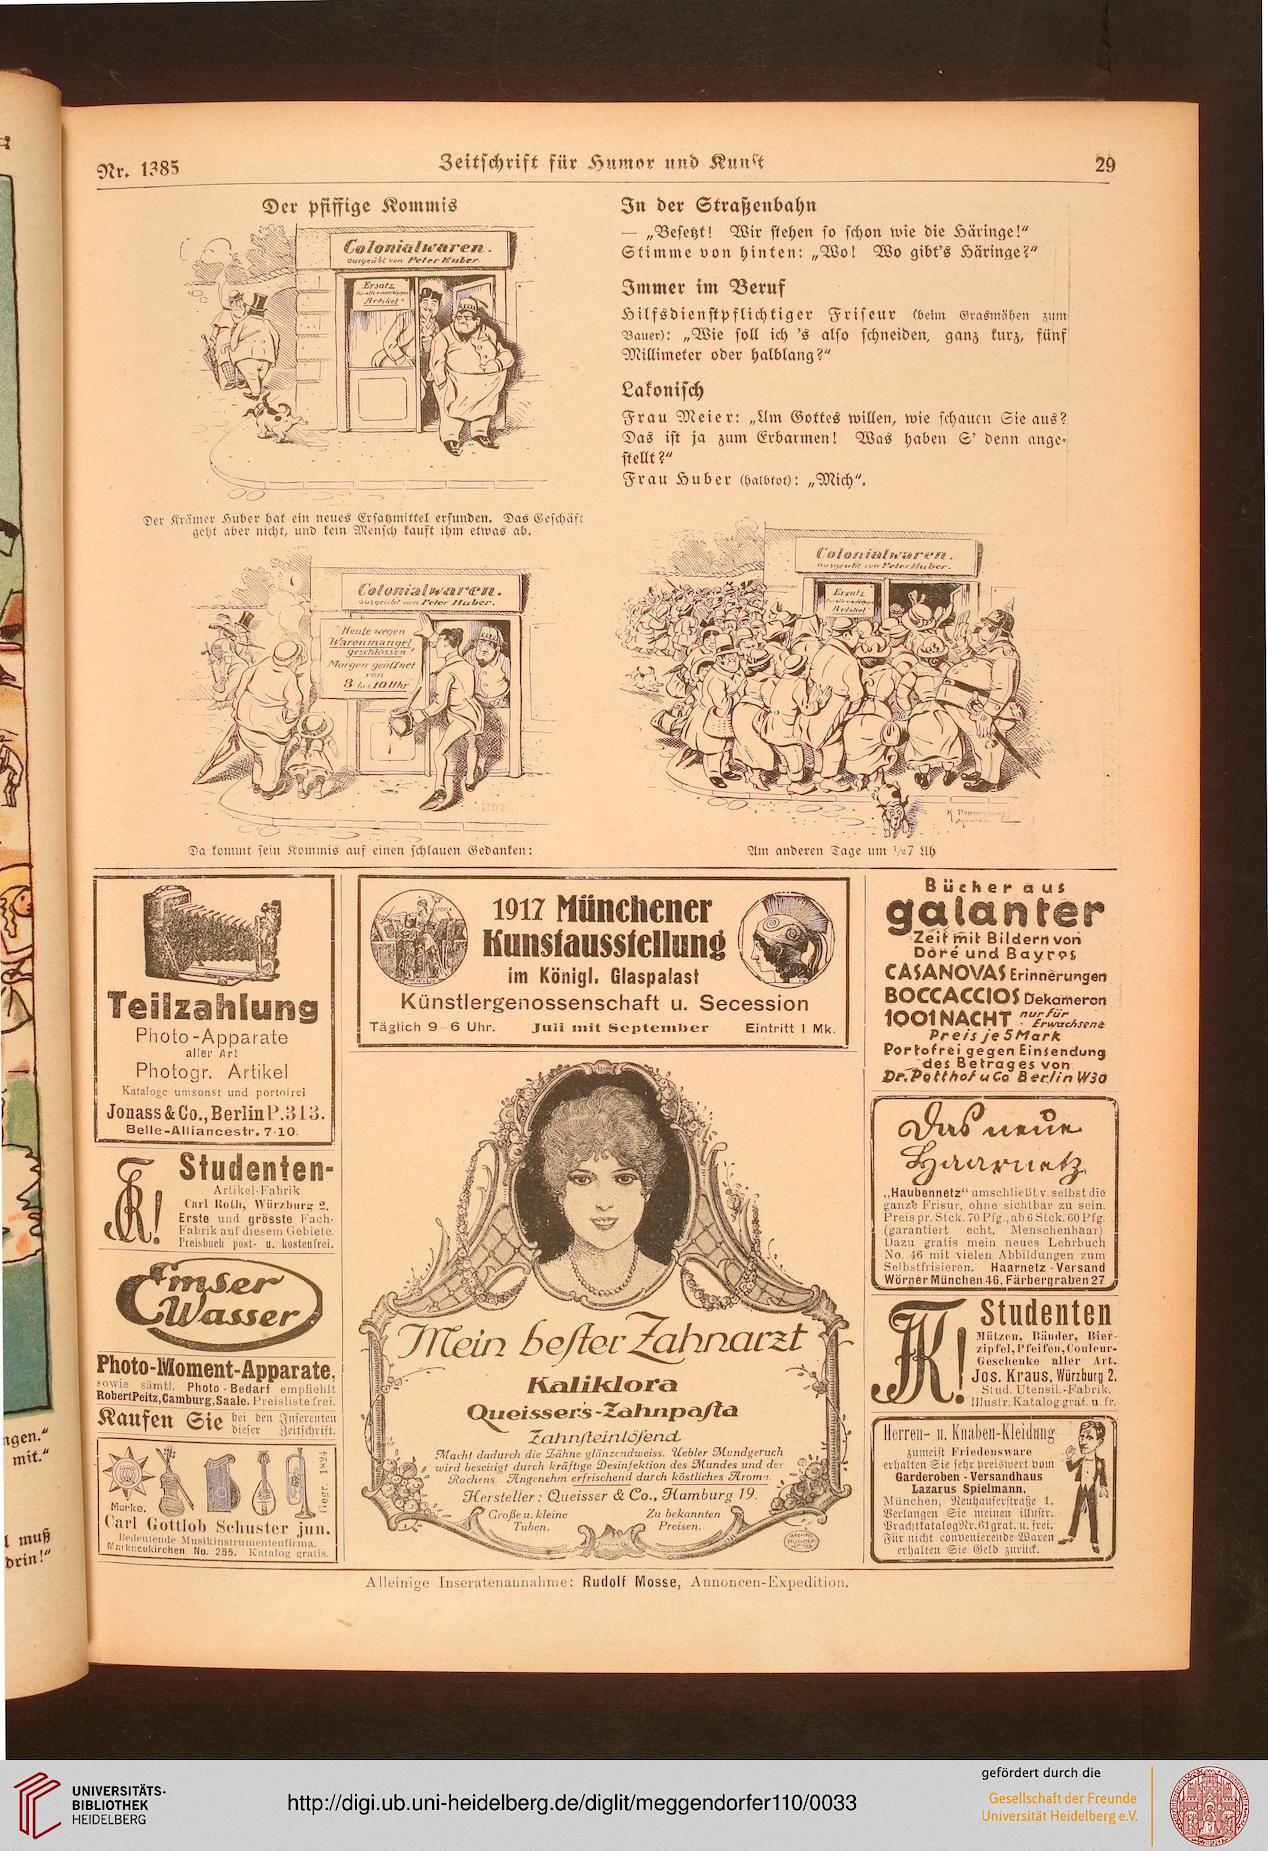 Nr. 1385
Zeitschrift für Humor und Kunst
29
Der pfiffige Kommis
Colonialwaren.
ausgeübt von Peter Huber.
Ersatz
Artikel!
Der Krämer Huber hat ein neues Ersatzmittel erfunden. Das Geschäft
geht aber nicht, und kein Mensch kauft ihm etwas ab.
Colonialwaren.
ausgeübt von Peter Huber.
"Heute wegen
Warenmangel
geschlossen"
Morgen geöffnet
von
8 bis 10 Uhr
Da kommt sein Kommis auf einen schlauen Gedanken:
In der Straßenbahn
— „Besetzt! Wir stehen so schon wie die Häringe!“
Stimme von hinten: „Wo! Wo gibt's Häringe?“
Immer im Beruf
Hilfsdienstpflichtiger Friseur (beim Grasmähen zum
Bauer): „Wie soll ich 's also schneiden, ganz kurz, fünf
Millimeter oder halblang?“
Lakonisch
Frau Meier: „Um Gottes willen, wie schauen Sie aus?
Das ist ja zum Erbarmen! Was haben S' denn ange-
stellt?“
Frau Huber (halbtot): „Mich“.
Colonialwaren.
ausgeübt von Peter Huber.
Ersatz
Artikel!
Am anderen Tage um ½7 Uh
Teilzahlung
Photo-Apparate
aller Art
Photogr. Artikel
Kataloge umsonst und portofrei
Jonass & Co., Berlin P.313.
Belle-Alliancestr. 7-10.
Studenten-
Artikel-Fabrik
Carl Roth, Würzburg 2.
Erste und grösste Fach-
Fabrik auf diesem Gebiete.
Preisbuch post- u. kostenfrei.
Emser
Wasser
Photo-Moment-Apparate,
sowie sämtl. Photo-Bedarf empfiehlt
Robert Peitz, Camburg, Saale. Preisliste frei.
Kaufen Sie bei den Inserenten
dieser Zeitschrift.
Marke.
Gegr. 1824
Carl Gottlob Schuster jun.
Bedeutende Musikinstrumentenfirma.
Markneukirchen No. 255. Katalog gratis.
1917 Münchener
Kunstausstellung
im Königl. Glaspalast
Künstlergenossenschaft u. Secession
Täglich 9-6 Uhr. Juli mit September Eintritt 1 Mk.
Mein bester Zahnarzt
Kaliklora
Queisser's-Zahnpasta
Zahnsteinlösend
Macht dadurch die Zähne glänzendweiss. Uebler Mundgeruch
wird beseitigt durch kräftige Desinfektion des Mundes und des
Rachens. Angenehm erfrischend durch köstliches Aroma.
Hersteller: Queisser & Co., Hamburg 19.
Große u. kleine
Tuben.
Zu bekannten
Preisen.
Bücher aus
galanter
Zeit mit Bildern von
Doré und Bayros
CASANOVAS Erinnerungen
BOCCACCIOS Dekameron
1001 NACHT nur für
Erwachsene
Preis je 5 Mark
Portofrei gegen Einsendung
des Betrages von
Dr. Potthof u Co Berlin W30
Das neue
Haarnetz
„Haubennetz“ umschließt v. selbst die
ganze Frisur, ohne sichtbar zu sein.
Preis pr. Stck. 70 Pfg., ab 6 Stck. 60 Pfg.
(garantiert echt. Menschenhaar)
Dazu gratis mein neues Lehrbuch
No. 46 mit vielen Abbildungen zum
Selbstfrisieren. Haarnetz-Versand
Wörner München 46, Färbergraben 27
Studenten
Mützen, Bänder, Bier-
zipfel, Pfeifen, Couleur-
Geschenke aller Art.
Jos. Kraus, Würzburg 2.
Stud. Utensil.-Fabrik.
Illustr. Katalog grat. u. fr.
Herren- u. Knaben-Kleidung
zumeist Friedensware
erhalten Sie sehr preiswert vom
Garderoben-Versandhaus
Lazarus Spielmann,
München, Neuhauserstraße 1.
Verlangen Sie meinen illustr.
Prachtkatalog Nr. 61 grat. u. frei.
Für nicht convenierende Waren
erhalten Sie Geld zurück.
Alleinige Inseratenannahme: Rudolf Mosse, Annoncen-Expedition.
ngen.“
mit.“
muß
drin!“
UNIVERSITÄTS-
BIBLIOTHEK
HEIDELBERG
http://digi.ub.uni-heidelberg.de/diglit/meggendorfer110/0033
gefördert durch die
Gesellschaft der Freunde
Universität Heidelberg e.V.